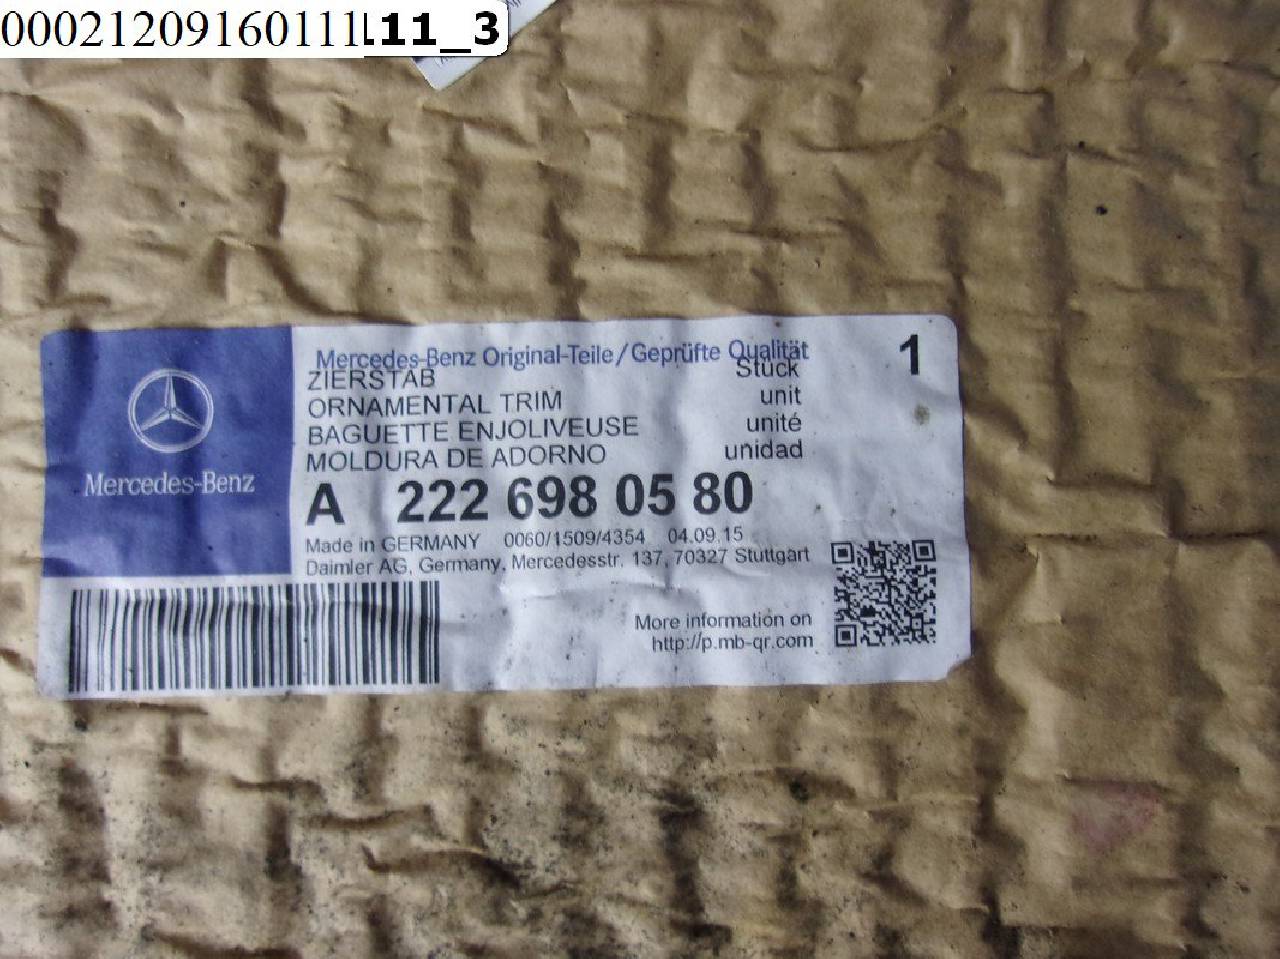 00021209160111.11_3
Mercedes-Benz Original-Teile/Geprüfte Qualität
1
ZIERSTAB Stück
ORNAMENTAL TRIM unit
BAGUETTE ENJOLIVEUSE unité
MOLDURA DE ADORNO unidad
Mercedes-Benz
A 222 698 05 80
Made in GERMANY 0060/1509/4354 04.09.15
Daimler AG, Germany, Mercedesstr. 137, 70327 Stuttgart
More information on
http://p.mb-qr.com